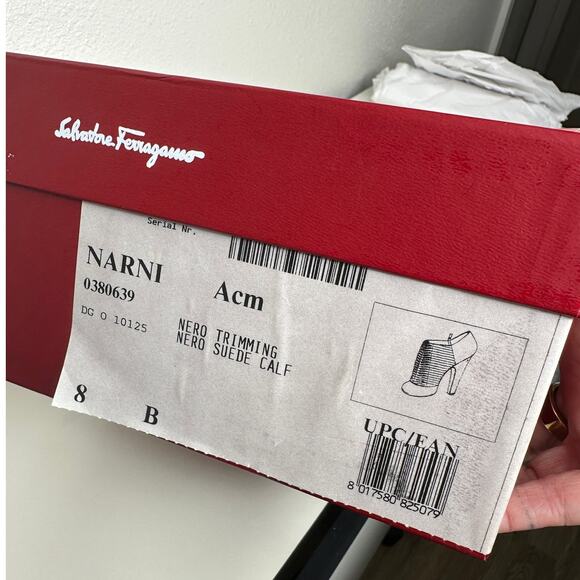 Salvatore Ferragamo
Serial Nr.
NARNI
0380639
Acm
DG O 10125
NERO TRIMMING
NERO SUEDE CALF
8 B
UPC/EAN
8 017580 825079